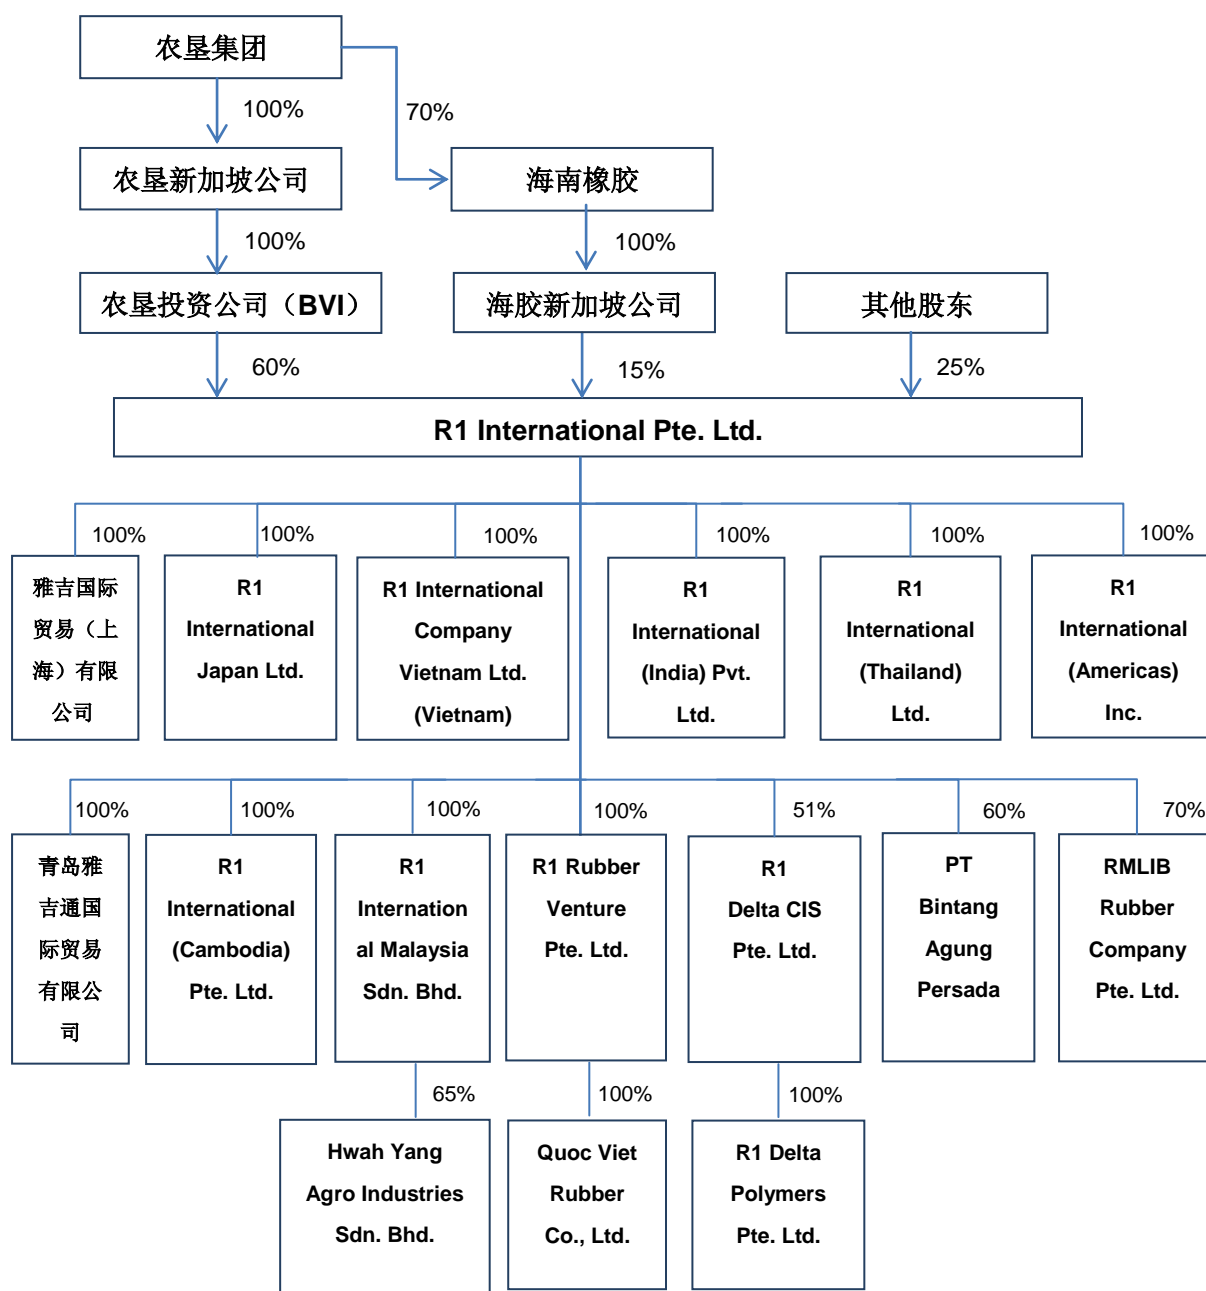 农垦集团
100%
70%
农垦新加坡公司
海南橡胶
100%
100%
农垦投资公司（BVI）
海胶新加坡公司
其他股东
60%
15%
25%
R1 International Pte. Ltd.
100%
100%
100%
100%
100%
100%
雅吉国际
贸易（上
海）有限
公司
R1
International
Japan Ltd.
R1 International
Company
Vietnam Ltd.
(Vietnam)
R1
International
(India) Pvt.
Ltd.
R1
International
(Thailand)
Ltd.
R1
International
(Americas)
Inc.
100%
100%
100%
100%
51%
60%
70%
青岛雅
吉通国
际贸易
有限公
司
R1
International
(Cambodia)
Pte. Ltd.
R1
Internation
al Malaysia
Sdn. Bhd.
R1 Rubber
Venture
Pte. Ltd.
R1
Delta CIS
Pte. Ltd.
PT
Bintang
Agung
Persada
RMLIB
Rubber
Company
Pte. Ltd.
65%
100%
100%
Hwah Yang
Agro Industries
Sdn. Bhd.
Quoc Viet
Rubber
Co., Ltd.
R1 Delta
Polymers
Pte. Ltd.